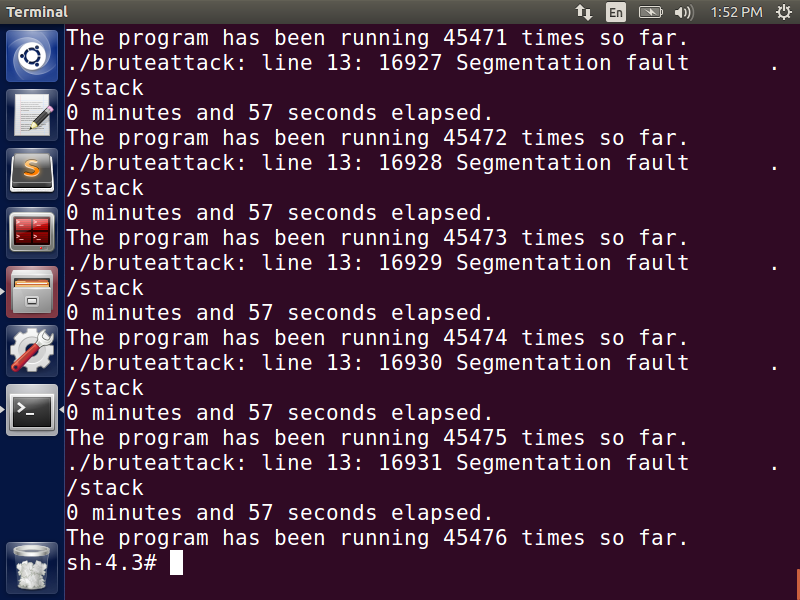 Terminal En 1:52 PM
The program has been running 45471 times so far.
./bruteattack: line 13: 16927 Segmentation fault .
/stack
0 minutes and 57 seconds elapsed.
The program has been running 45472 times so far.
./bruteattack: line 13: 16928 Segmentation fault .
/stack
0 minutes and 57 seconds elapsed.
The program has been running 45473 times so far.
./bruteattack: line 13: 16929 Segmentation fault .
/stack
0 minutes and 57 seconds elapsed.
The program has been running 45474 times so far.
./bruteattack: line 13: 16930 Segmentation fault .
/stack
0 minutes and 57 seconds elapsed.
The program has been running 45475 times so far.
./bruteattack: line 13: 16931 Segmentation fault .
/stack
0 minutes and 57 seconds elapsed.
The program has been running 45476 times so far.
sh-4.3#